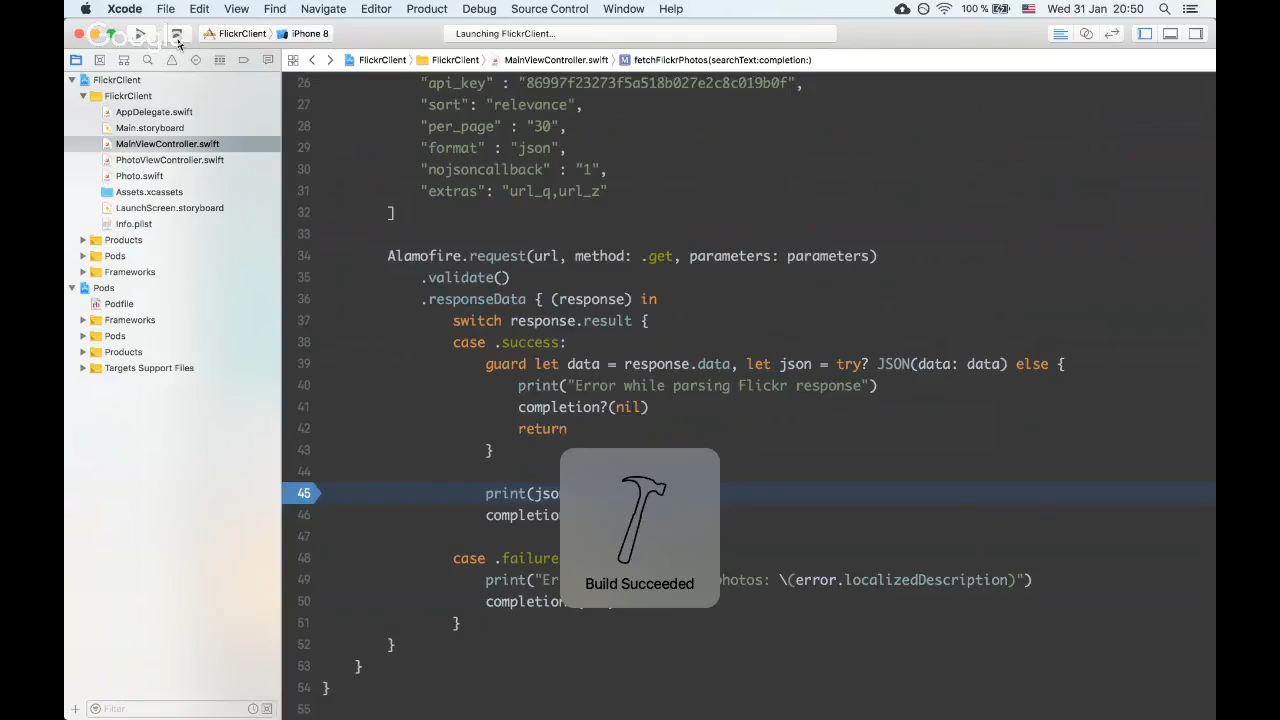 Xcode File Edit View Find Navigate Editor Product Debug Source Control Window Help 100 % Wed 31 Jan 20:50
Google
FlickrClient iPhone 8 Launching FlickrClient...
FlickrClient FlickrClient MainViewController.swift fetchFlickrPhotos(searchText:completion:)
FlickrClient
FlickrClient
AppDelegate.swift
Main.storyboard
MainViewController.swift
PhotoViewController.swift
Photo.swift
Assets.xcassets
LaunchScreen.storyboard
Info.plist
Products
Pods
Frameworks
Pods
Podfile
Frameworks
Pods
Products
Targets Support Files
Filter
26 "api_key" : "86997f23273f5a518b027e2c8c019b0f",
27 "sort": "relevance",
28 "per_page" : "30",
29 "format" : "json",
30 "nojsoncallback" : "1",
31 "extras": "url_q,url_z"
32 ]
33
34 Alamofire.request(url, method: .get, parameters: parameters)
35 .validate()
36 .responseData { (response) in
37 switch response.result {
38 case .success:
39 guard let data = response.data, let json = try? JSON(data: data) else {
40 print("Error while parsing Flickr response")
41 completion?(nil)
42 return
43 }
44
45 print(jso
46 completio
47
48 case .failure
49 print("Er photos: \(error.localizedDescription)")
50 completion
51 }
52 }
53 }
54 }
55
Build Succeeded